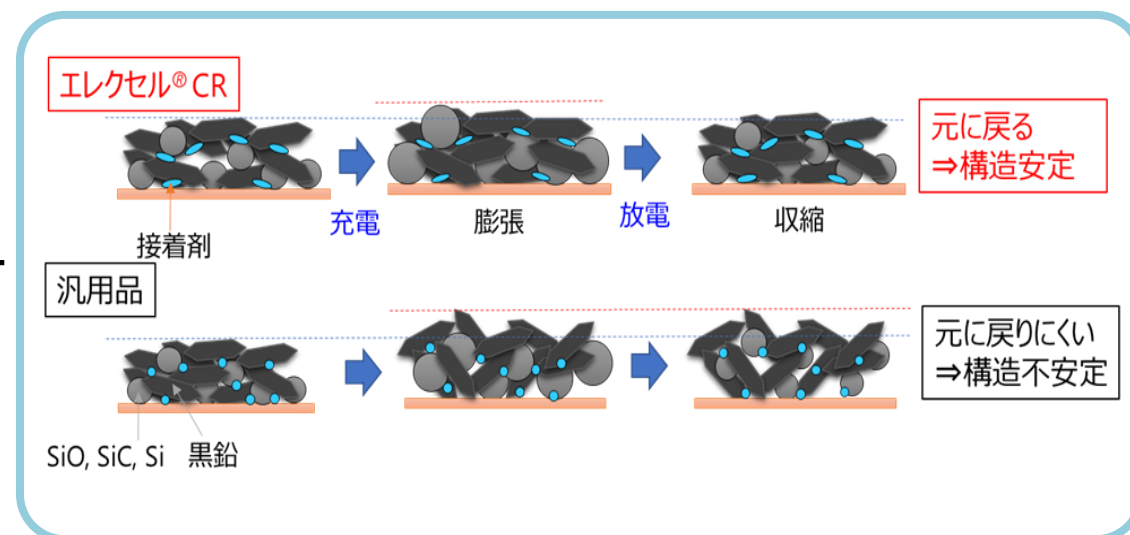 エレクセル® CR
元に戻る
⇒構造安定
充電
膨張
放電
収縮
接着剤
汎用品
元に戻りにくい
⇒構造不安定
SiO, SiC, Si 黒鉛